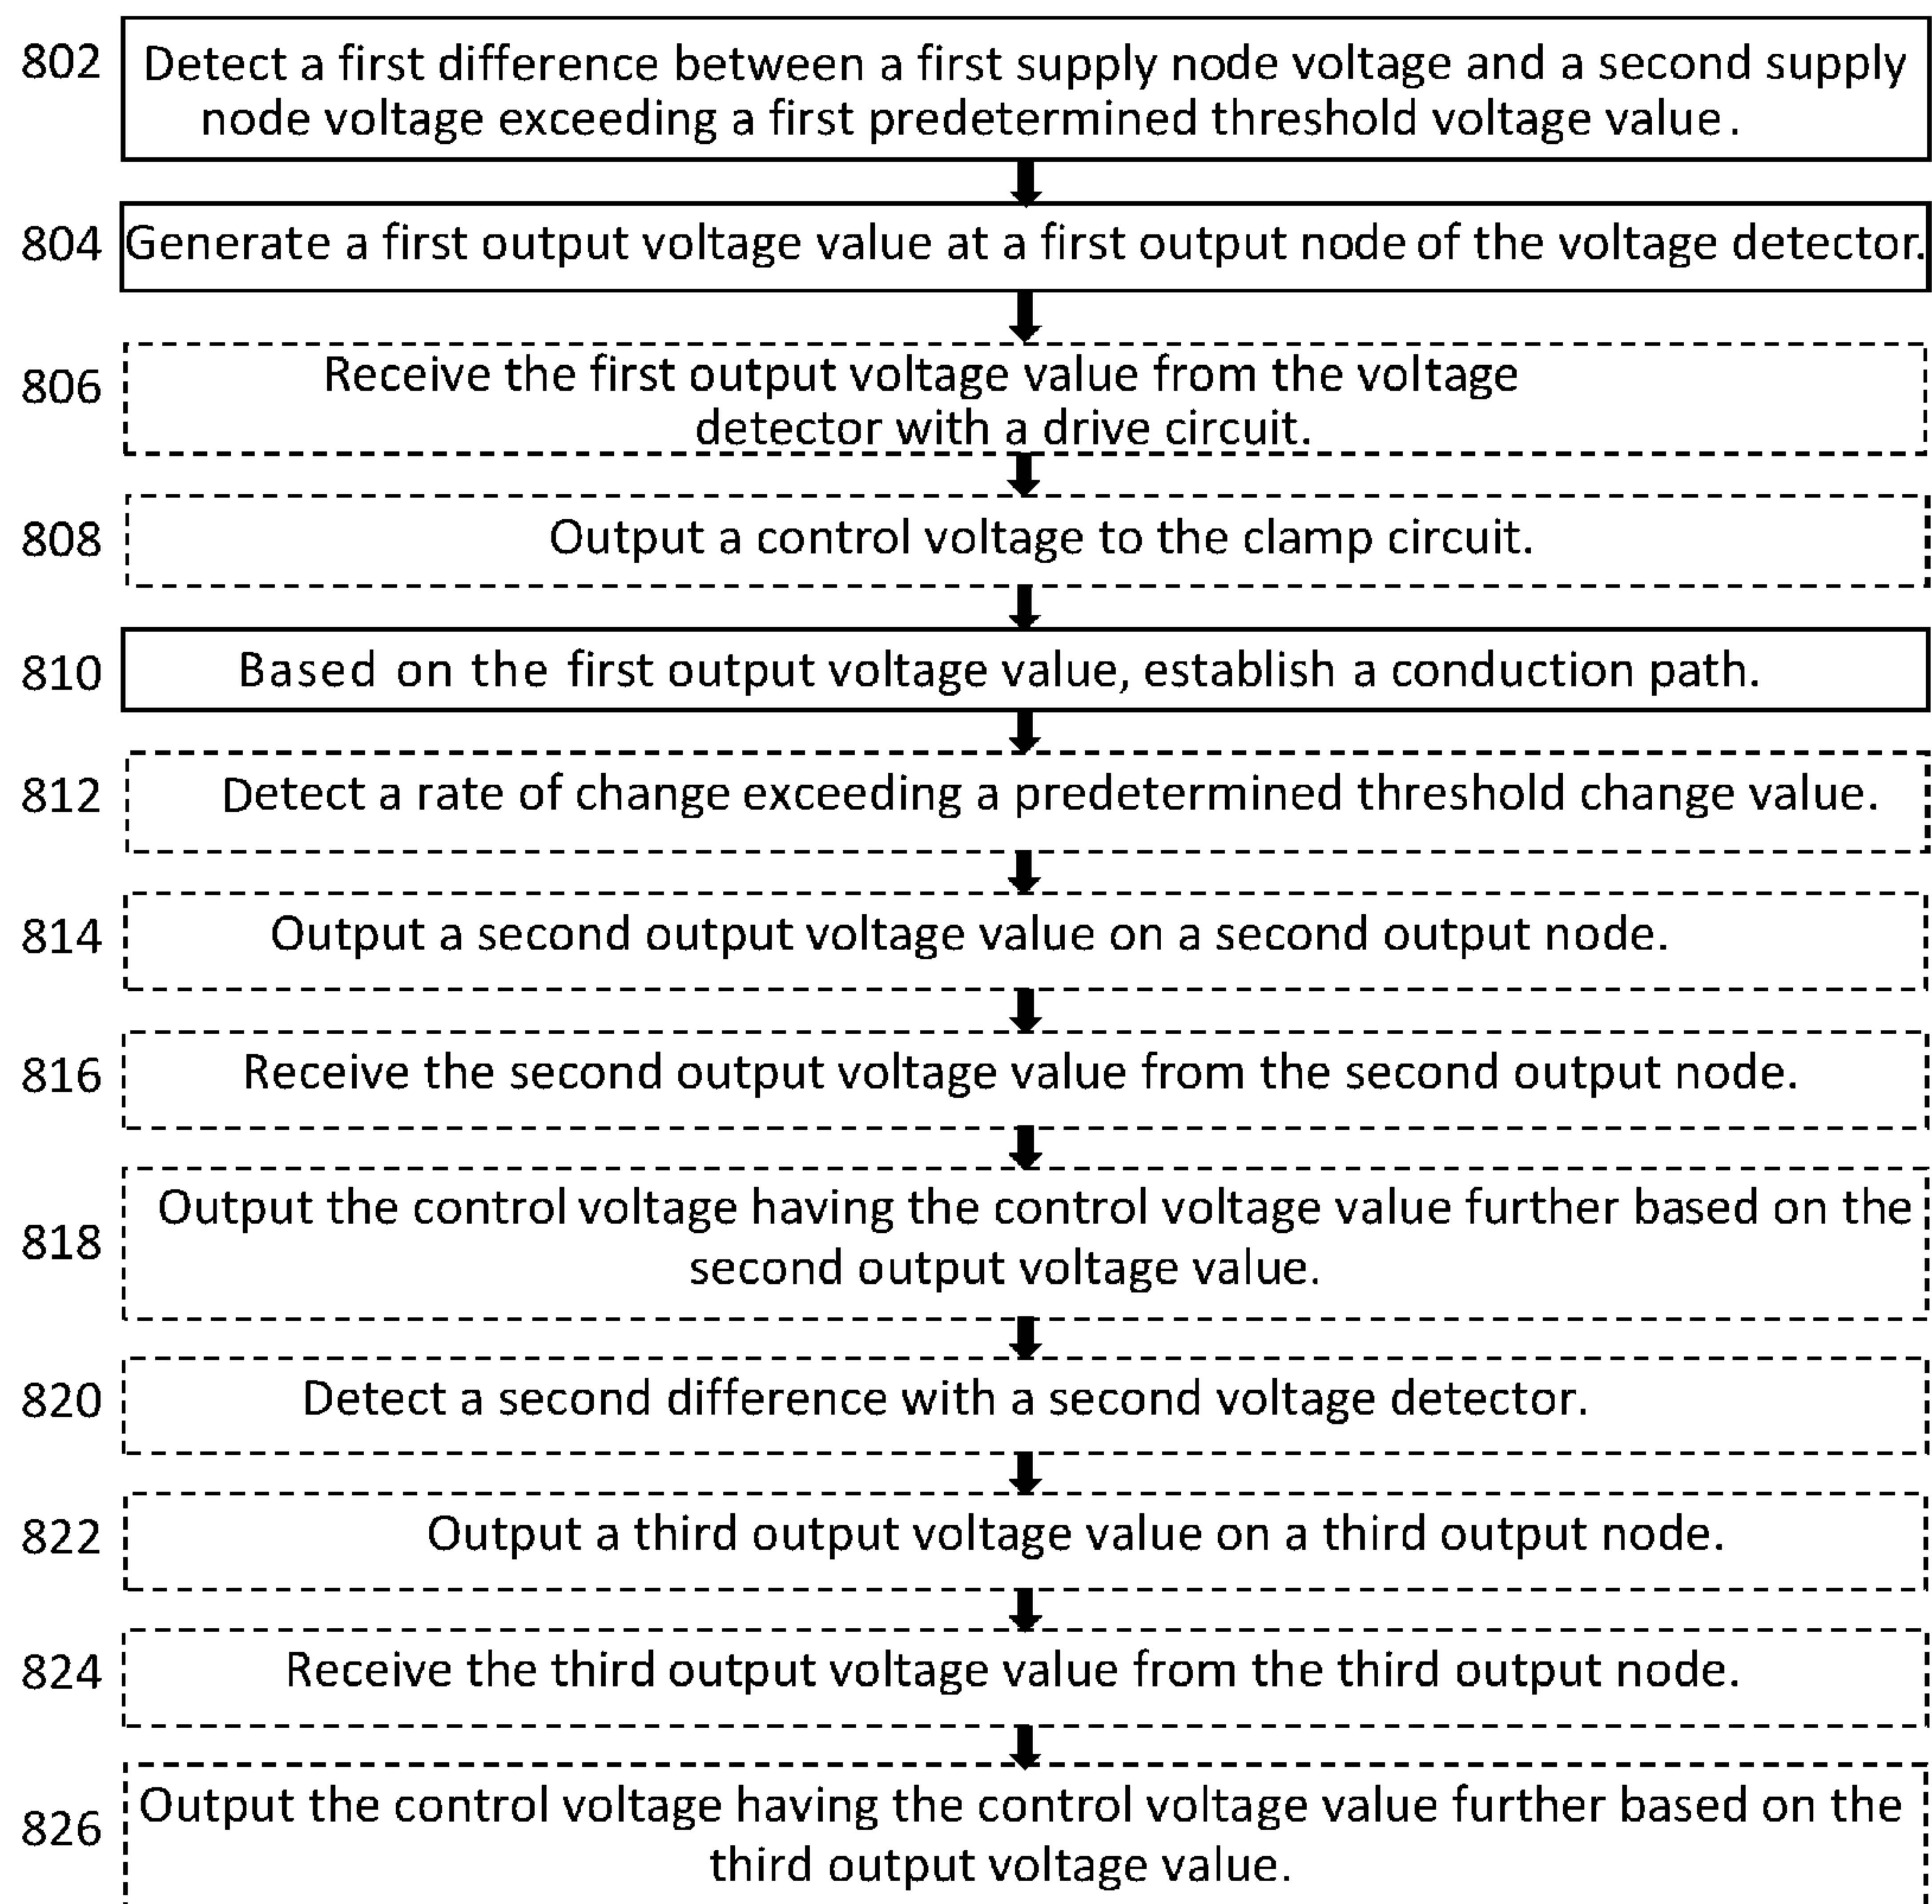 802
Detect a first difference between a first supply node voltage and a second supply
node voltage exceeding a first predetermined threshold voltage value.
804
Generate a first output voltage value at a first output node of the voltage detector.
806
Receive the first output voltage value from the voltage
detector with a drive circuit.
808
Output a control voltage to the clamp circuit.
810
Based on the first output voltage value, establish a conduction path.
812
Detect a rate of change exceeding a predetermined threshold change value.
814
Output a second output voltage value on a second output node.
816
Receive the second output voltage value from the second output node.
818
Output the control voltage having the control voltage value further based on the
second output voltage value.
820
Detect a second difference with a second voltage detector.
822
Output a third output voltage value on a third output node.
824
Receive the third output voltage value from the third output node.
826
Output the control voltage having the control voltage value further based on the
third output voltage value.